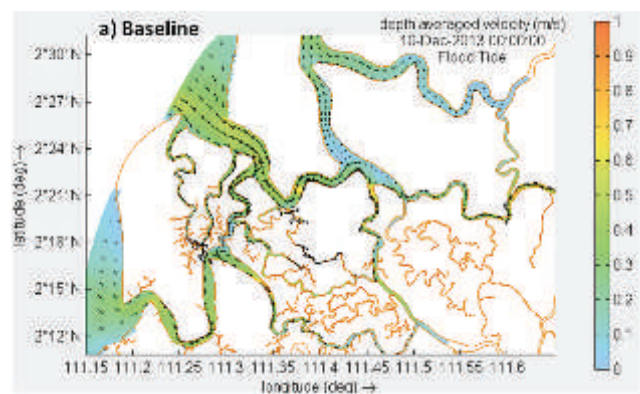 a) Baseline
depth averaged velocity (m/s)
10-Dec-2013 00:00:00
Flood Tide
2°30' N
2°27' N
2°24' N
2°21' N
2°18' N
2°15' N
2°12' N
latitude (deg) →
111.15 111.2 111.25 111.3 111.35 111.4 111.45 111.5 111.55 111.6
longitude (deg) →
1
0.9
0.8
0.7
0.6
0.5
0.4
0.3
0.2
0.1
0